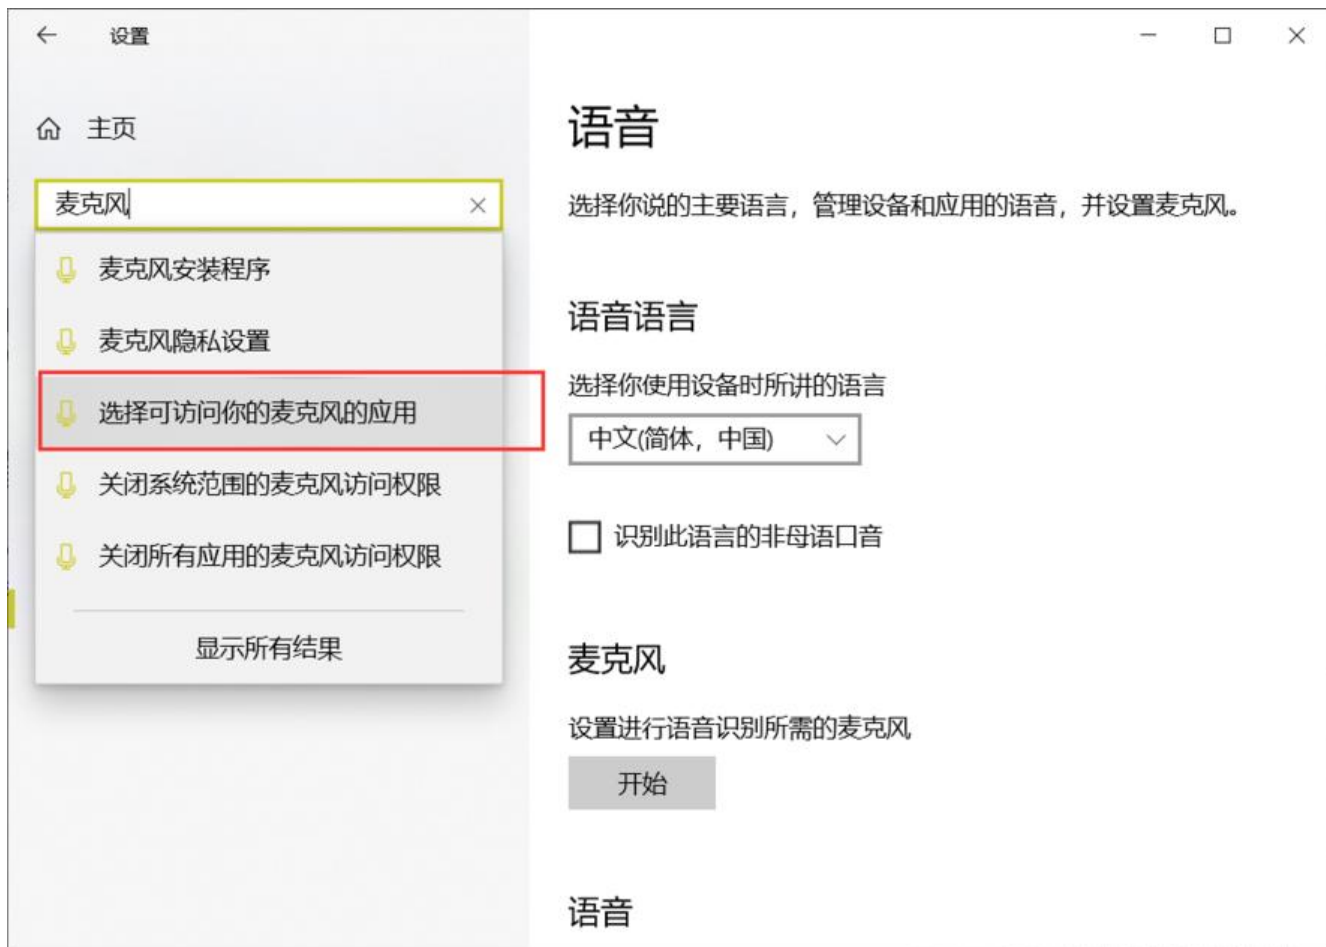 设置
主页
麦克风
麦克风安装程序
麦克风隐私设置
选择可访问你的麦克风的应用
关闭系统范围的麦克风访问权限
关闭所有应用的麦克风访问权限
显示所有结果
语音
选择你说的主要语言，管理设备和应用的语音，并设置麦克风。
语音语言
选择你使用设备时所讲的语言
中文(简体，中国)
识别此语言的非母语口音
麦克风
设置进行语音识别所需的麦克风
开始
语音